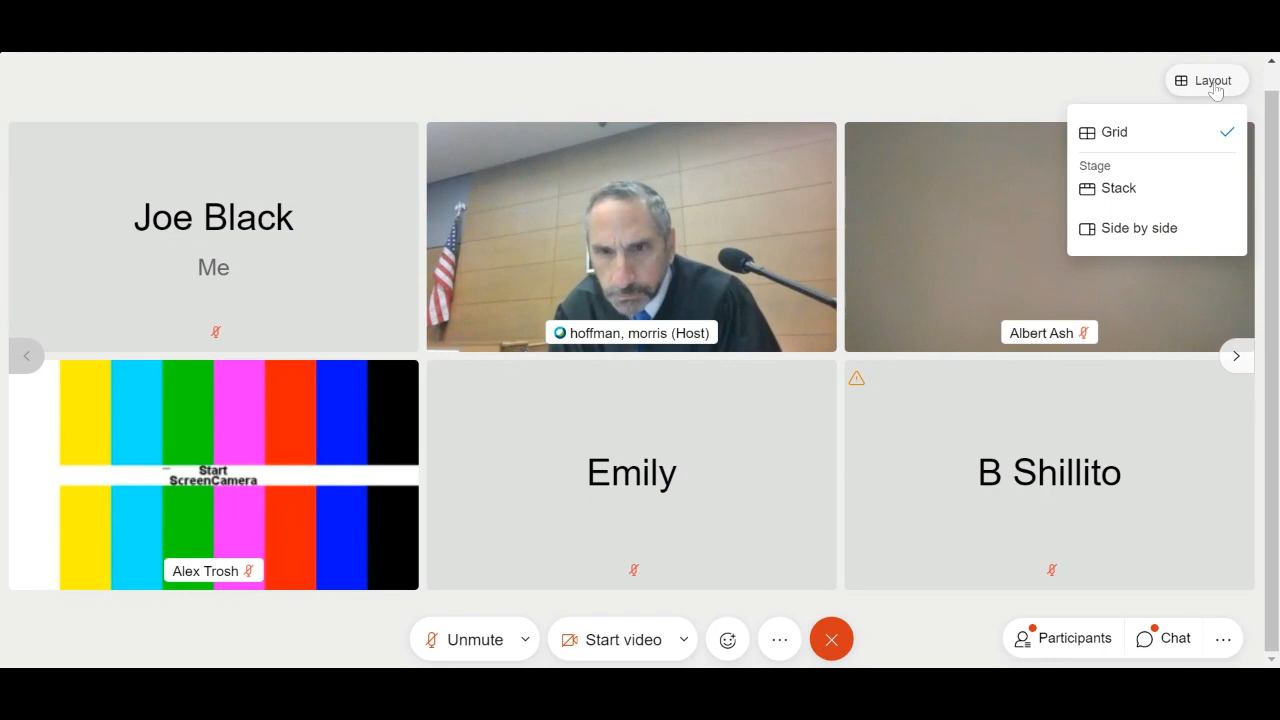 Layout
Grid
Stage
Stack
Side by side
Joe Black
Me
hoffman, morris (Host)
Albert Ash
Start
ScreenCamera
Alex Trosh
Emily
B Shillito
Unmute
Start video
Participants
Chat